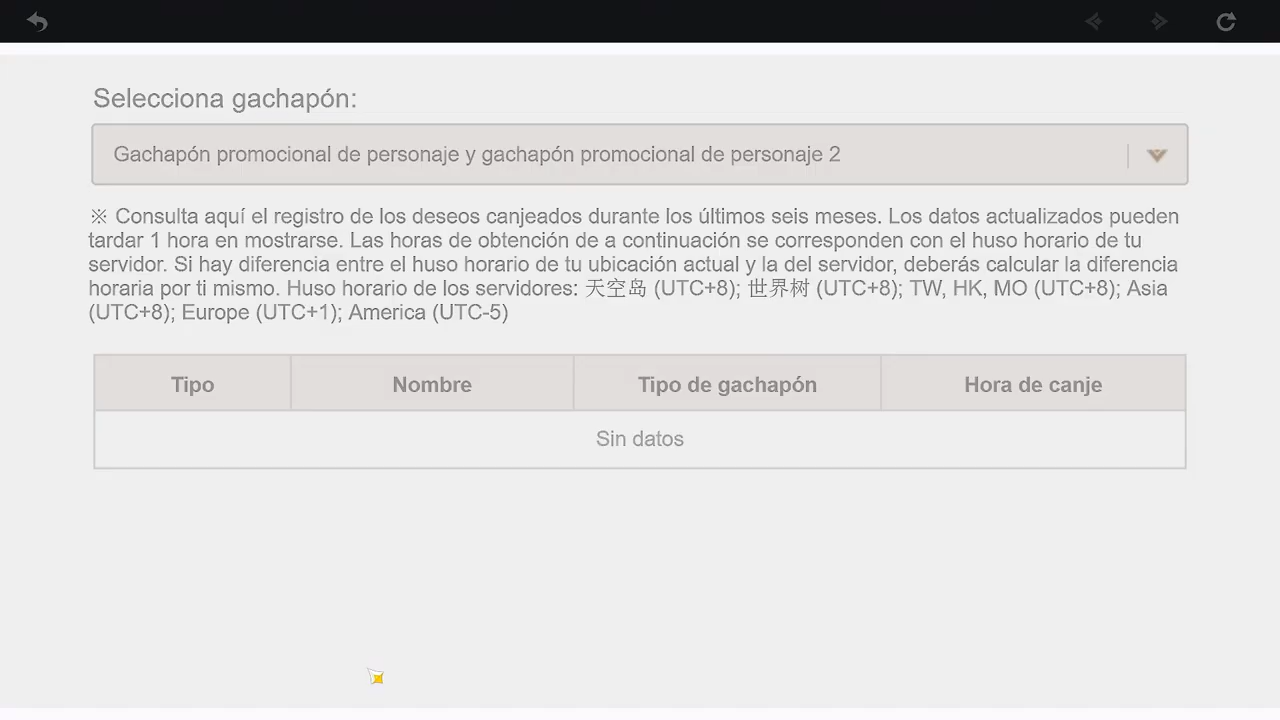 Selecciona gachapón:
Gachapón promocional de personaje y gachapón promocional de personaje 2
※ Consulta aquí el registro de los deseos canjeados durante los últimos seis meses. Los datos actualizados pueden
tardar 1 hora en mostrarse. Las horas de obtención de a continuación se corresponden con el huso horario de tu
servidor. Si hay diferencia entre el huso horario de tu ubicación actual y la del servidor, deberás calcular la diferencia
horaria por ti mismo. Huso horario de los servidores: 天空岛 (UTC+8); 世界树 (UTC+8); TW, HK, MO (UTC+8); Asia
(UTC+8); Europe (UTC+1); America (UTC-5)
Tipo Nombre Tipo de gachapón Hora de canje
Sin datos